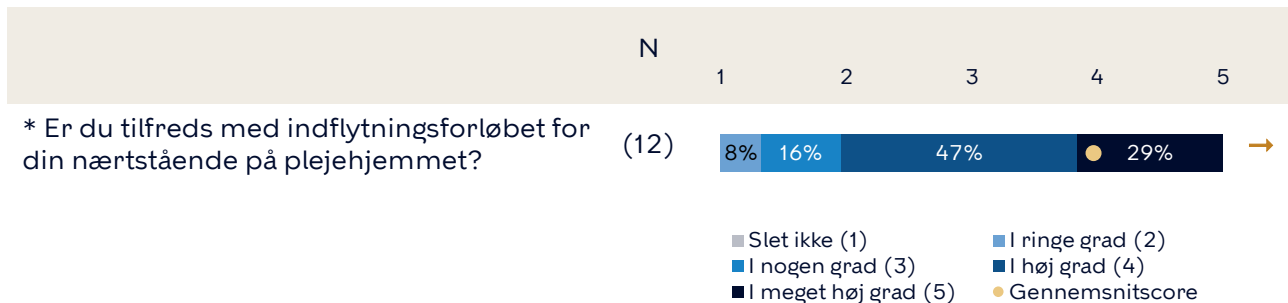 N
1 2 3 4 5
* Er du tilfreds med indflytningsforløbet for
din nærtstående på plejehjemmet?
(12)
8% 16% 47% 29%
Slet ikke (1) I ringe grad (2)
I nogen grad (3) I høj grad (4)
I meget høj grad (5) Gennemsnitscore